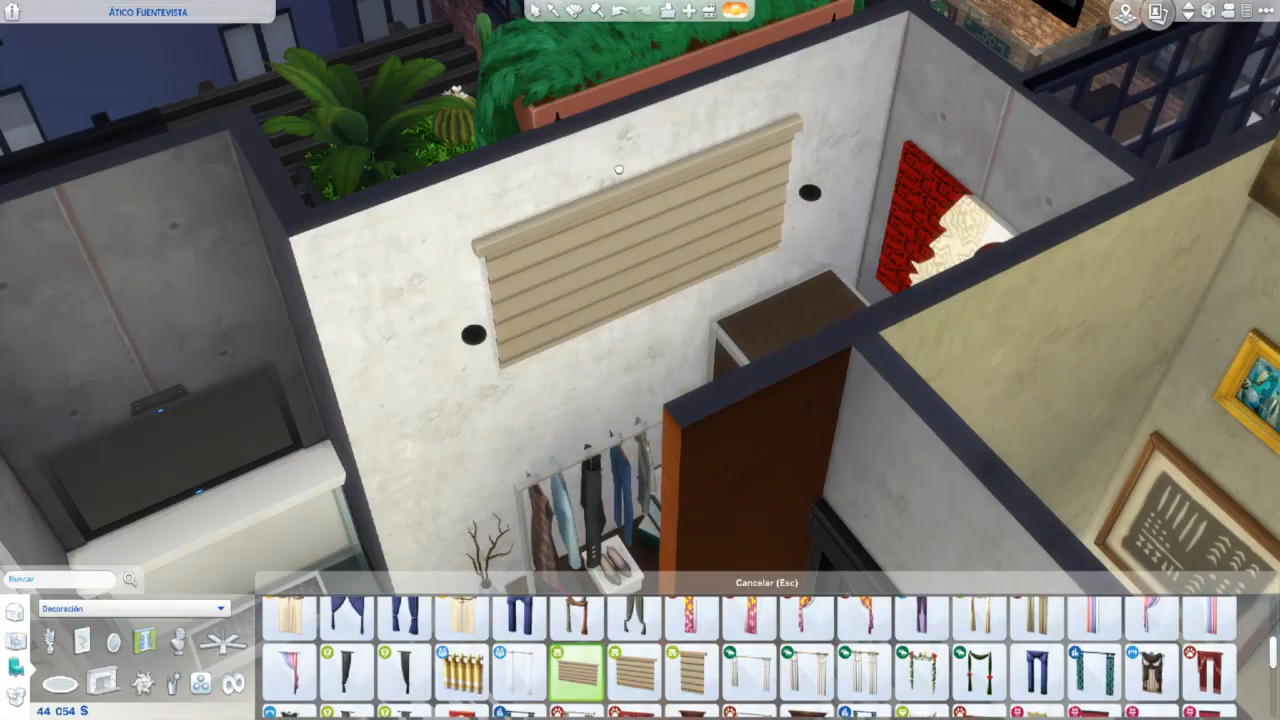 ÁTICO FUENTEVISTA
Cancelar (Esc)
Buscar
Decoración
44 054 $